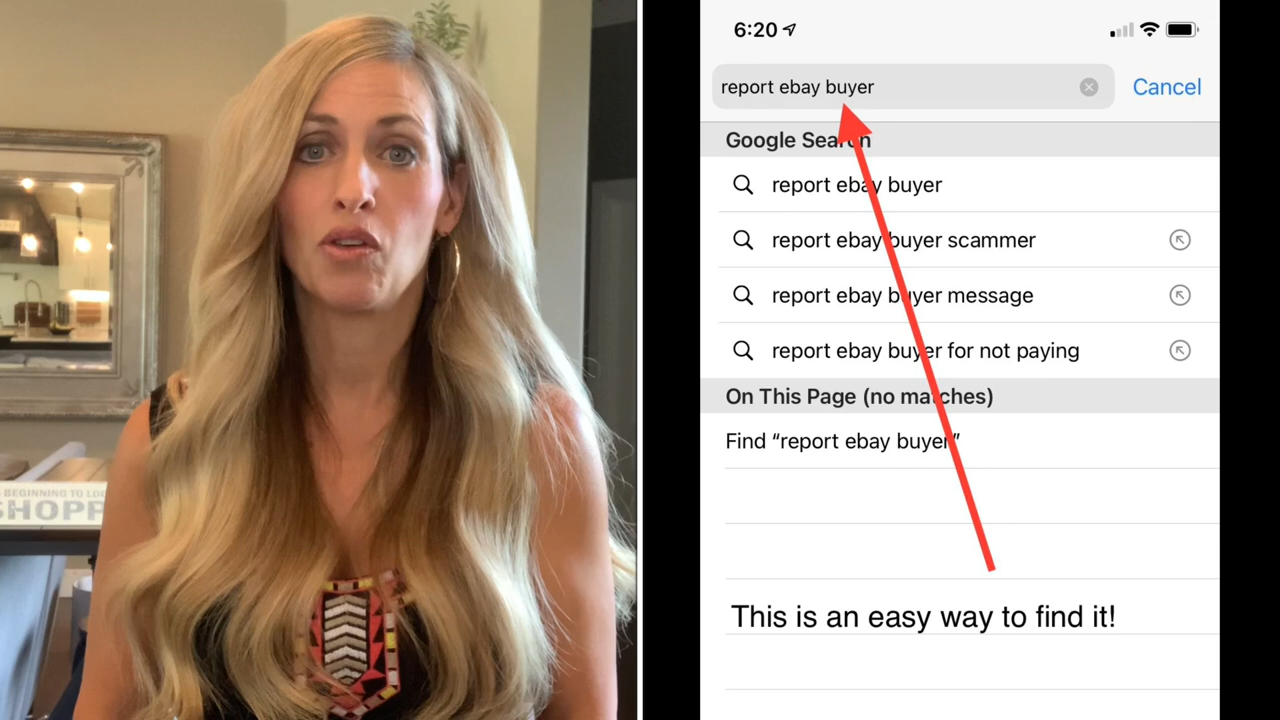 BEGINNING TO LO
SHOPP
6:20
report ebay buyer
Cancel
Google Search
report ebay buyer
report ebay buyer scammer
report ebay buyer message
report ebay buyer for not paying
On This Page (no matches)
Find “report ebay buyer”
This is an easy way to find it!